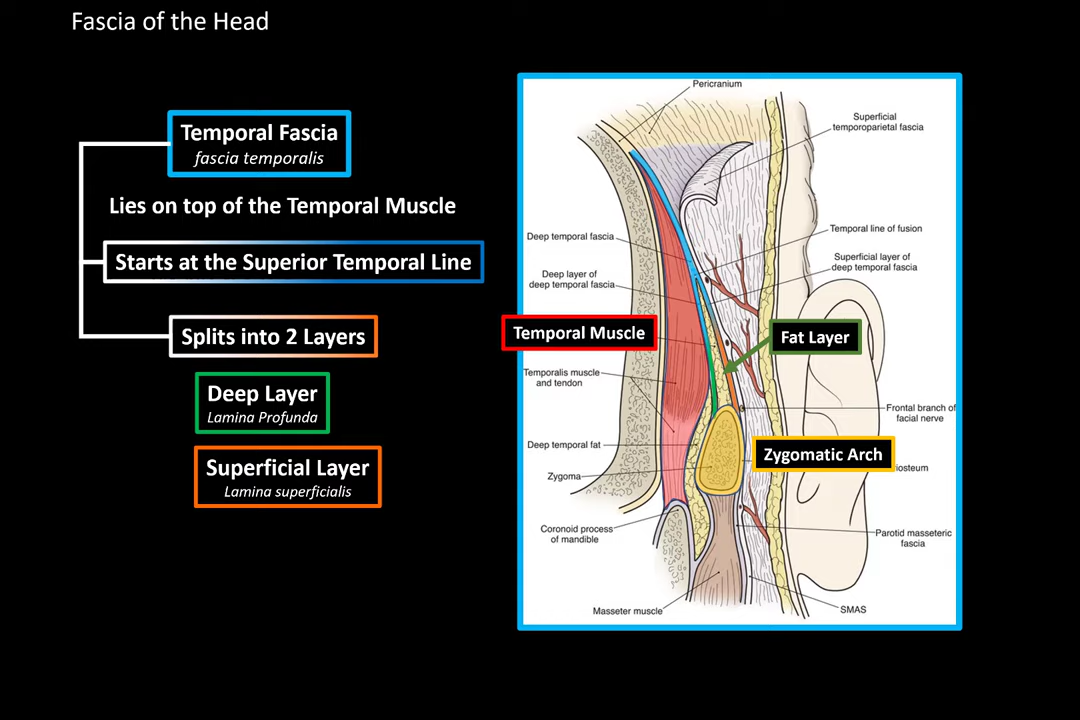 Fascia of the Head
Temporal Fascia
fascia temporalis
Lies on top of the Temporal Muscle
Starts at the Superior Temporal Line
Splits into 2 Layers
Deep Layer
Lamina Profunda
Superficial Layer
Lamina superficialis
Pericranium
Superficial
temporoparietal fascia
Deep temporal fascia
Temporal line of fusion
Deep layer of
deep temporal fascia
Superficial layer of
deep temporal fascia
Temporal Muscle
Fat Layer
Temporalis muscle
and tendon
Frontal branch of
facial nerve
Deep temporal fat
Zygomatic Arch
Zygoma
iosteum
Coronoid process
of mandible
Parotid masseteric
fascia
Masseter muscle
SMAS